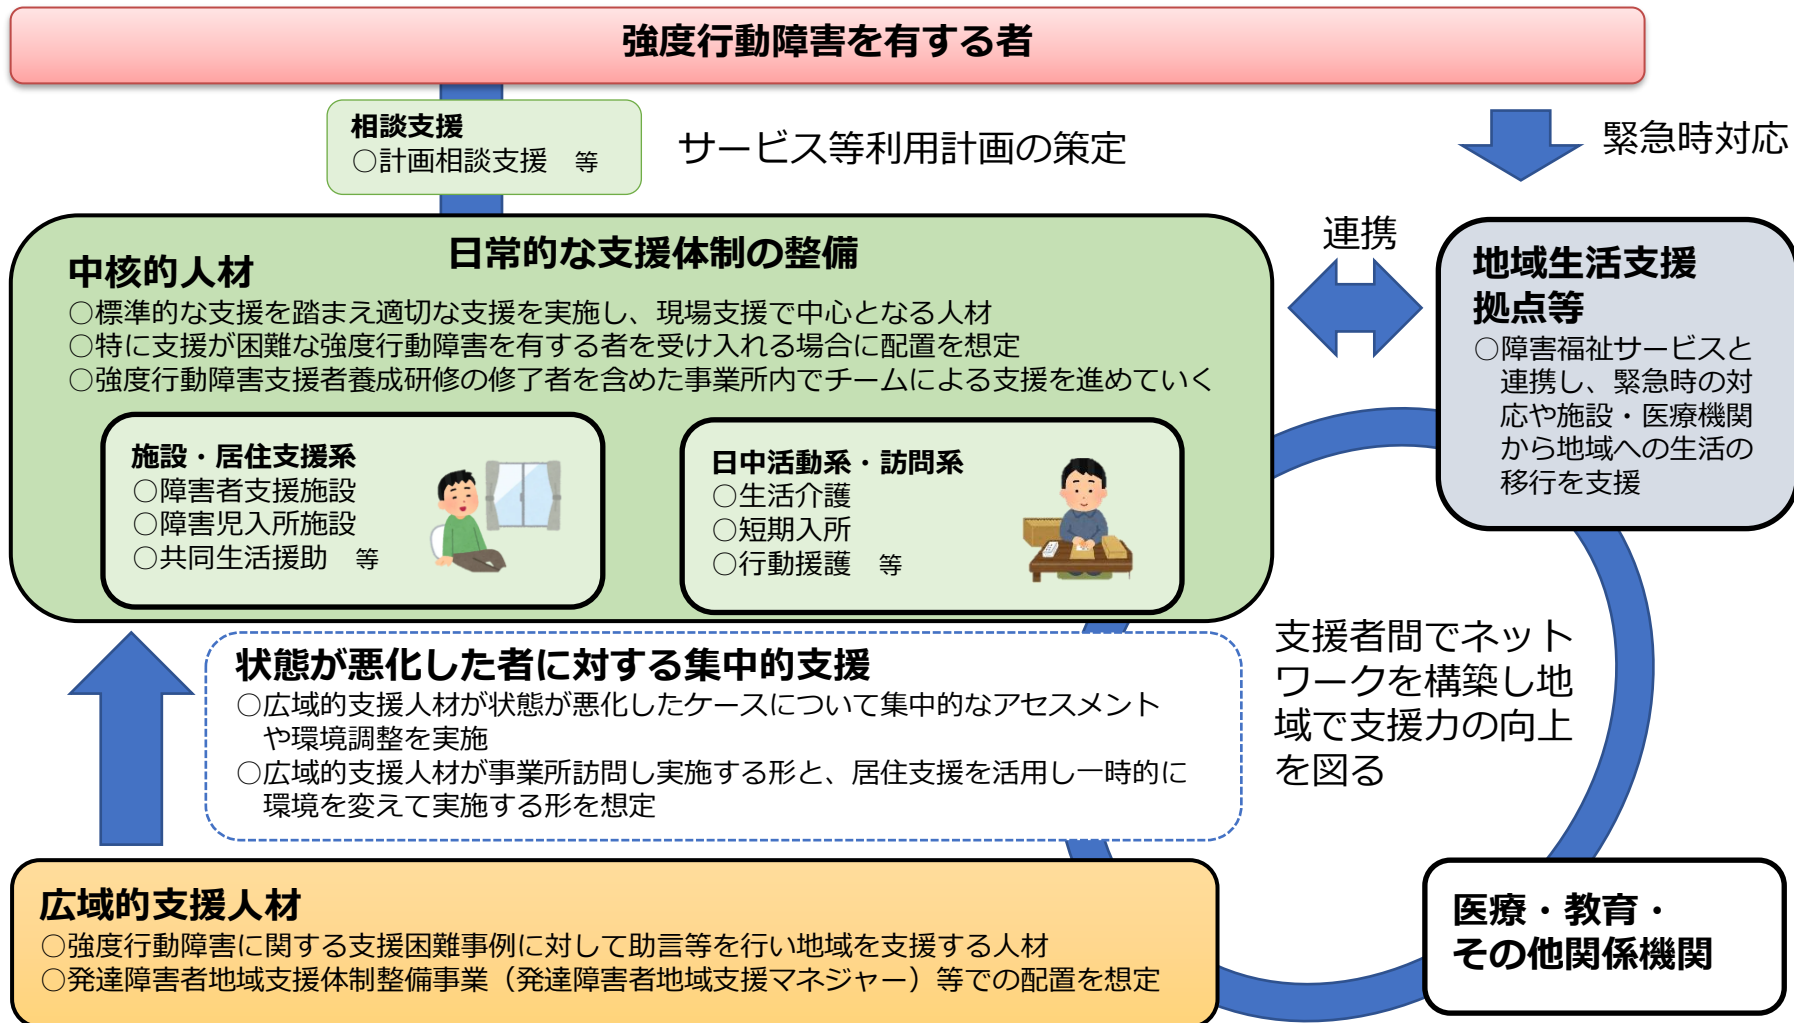 強度行動障害を有する者
相談支援
○計画相談支援　等
サービス等利用計画の策定
緊急時対応
日常的な支援体制の整備
中核的人材
○標準的な支援を踏まえ適切な支援を実施し、現場支援で中心となる人材
○特に支援が困難な強度行動障害を有する者を受け入れる場合に配置を想定
○強度行動障害支援者養成研修の修了者を含めた事業所内でチームによる支援を進めていく
施設・居住支援系
○障害者支援施設
○障害児入所施設
○共同生活援助　等
日中活動系・訪問系
○生活介護
○短期入所
○行動援護　等
連携
地域生活支援
拠点等
○障害福祉サービスと
連携し、緊急時の対
応や施設・医療機関
から地域への生活の
移行を支援
状態が悪化した者に対する集中的支援
○広域的支援人材が状態が悪化したケースについて集中的なアセスメント
や環境調整を実施
○広域的支援人材が事業所訪問し実施する形と、居住支援を活用し一時的に
環境を変えて実施する形を想定
支援者間でネット
ワークを構築し地
域で支援力の向上
を図る
広域的支援人材
○強度行動障害に関する支援困難事例に対して助言等を行い地域を支援する人材
○発達障害者地域支援体制整備事業（発達障害者地域支援マネジャー）等での配置を想定
医療・教育・
その他関係機関